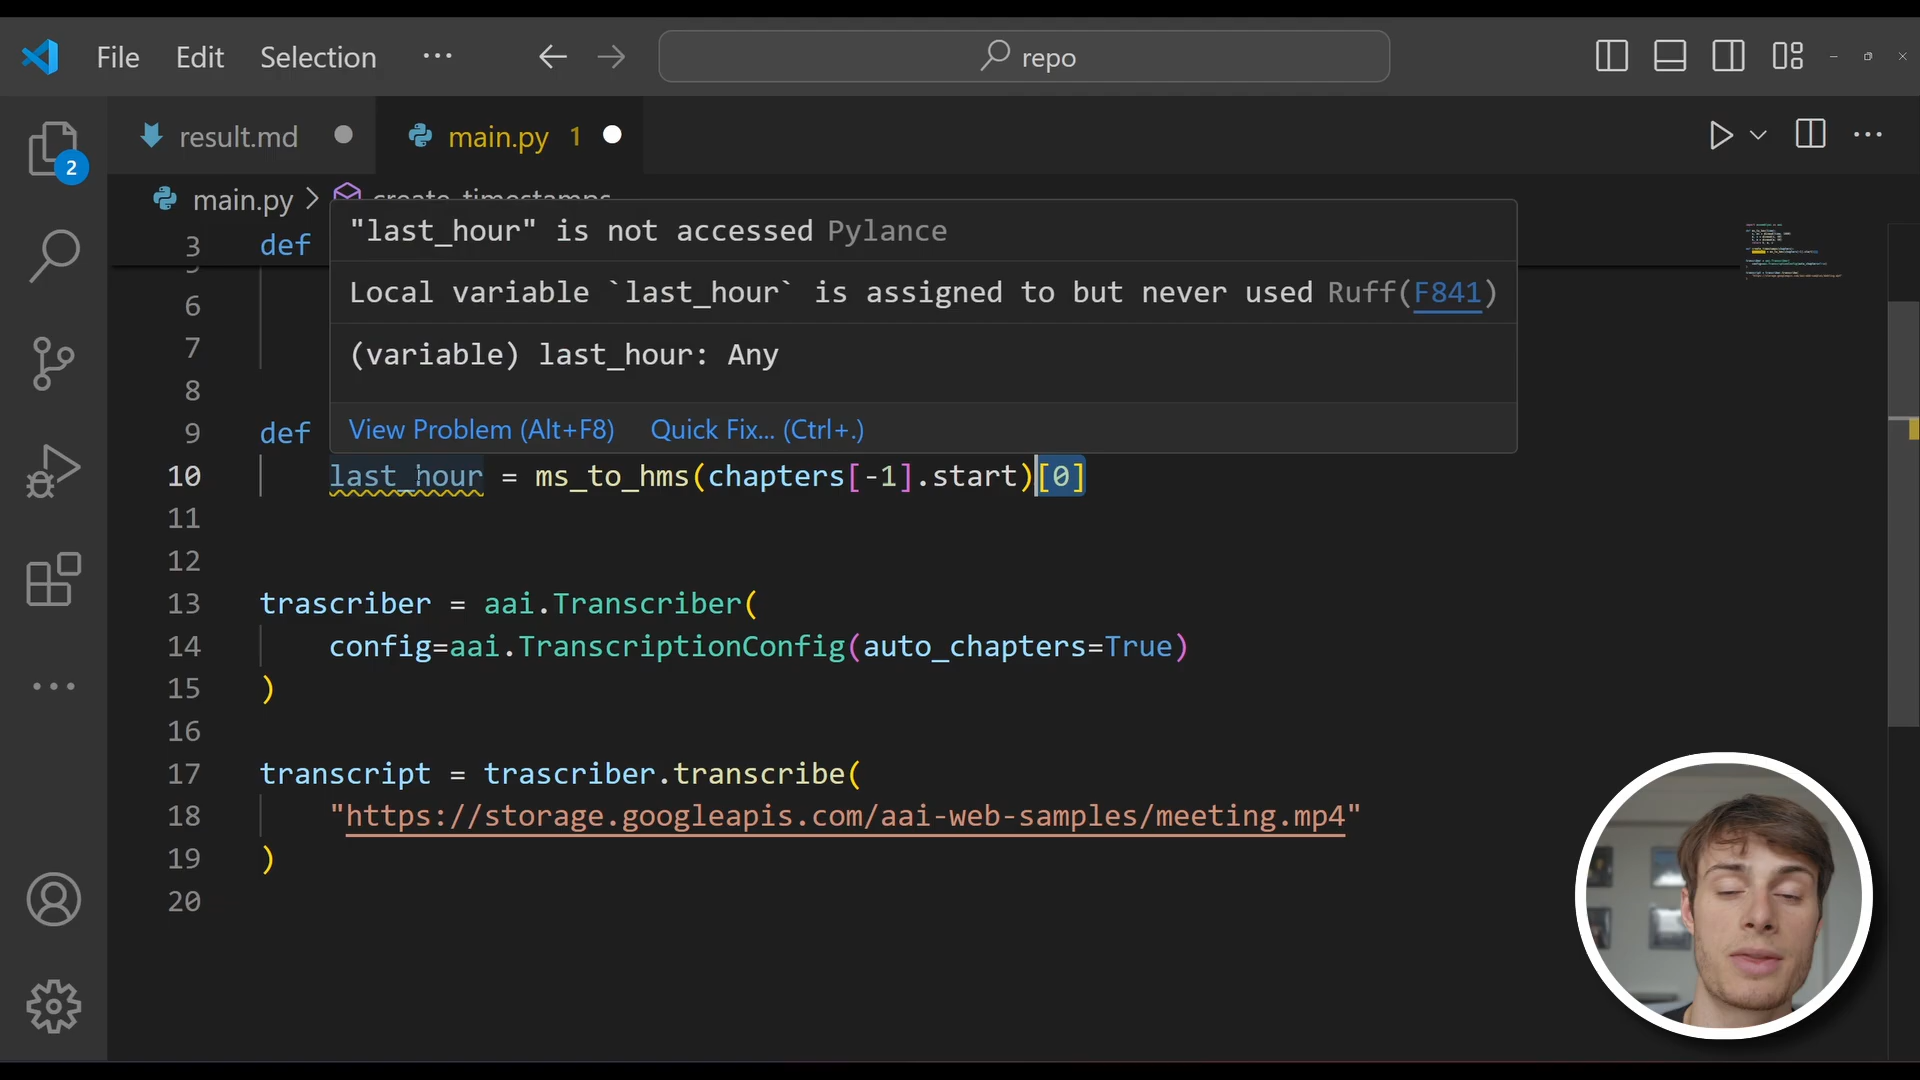 File Edit Selection ··· repo
result.md main.py 1
main.py > create_timestamps
2
3 def
"last_hour" is not accessed Pylance
Local variable `last_hour` is assigned to but never used Ruff(F841)
(variable) last_hour: Any
View Problem (Alt+F8) Quick Fix... (Ctrl+.)
5
6
7
8
9 def
10 last_hour = ms_to_hms(chapters[-1].start)[0]
11
12
13 trascriber = aai.Transcriber(
14 config=aai.TranscriptionConfig(auto_chapters=True)
15 )
16
17 transcript = trascriber.transcribe(
18 "https://storage.googleapis.com/aai-web-samples/meeting.mp4"
19 )
20